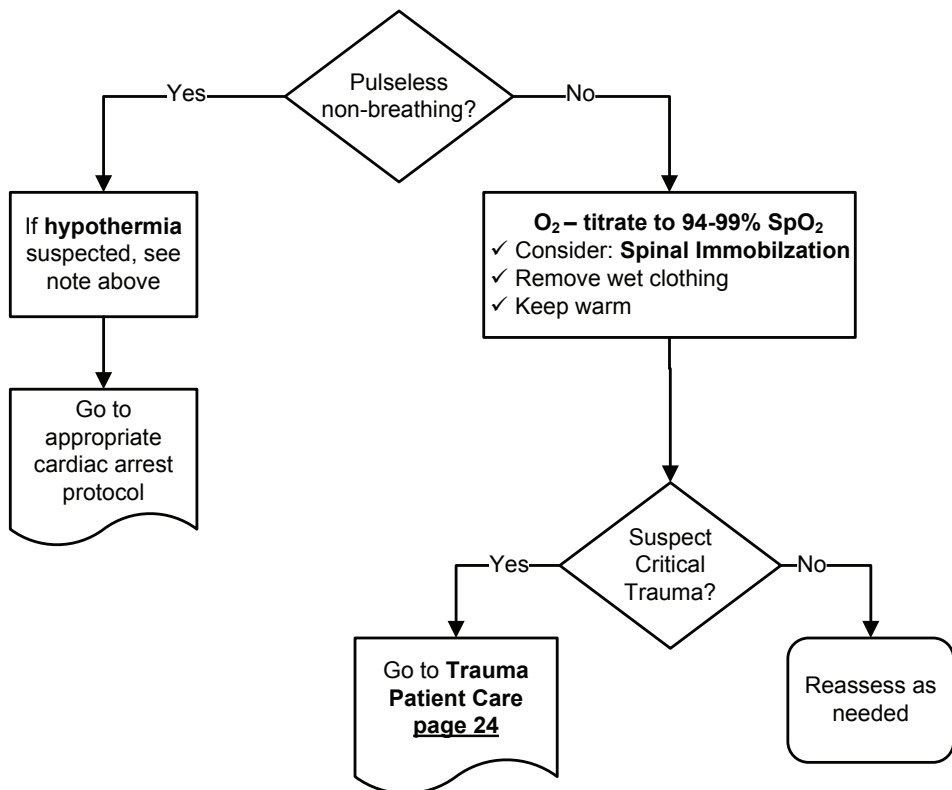 Pulseless
non-breathing?
Yes
No
If hypothermia
suspected, see
note above
O₂ – titrate to 94-99% SpO₂
✓ Consider: Spinal Immobilzation
✓ Remove wet clothing
✓ Keep warm
Go to
appropriate
cardiac arrest
protocol
Suspect
Critical
Trauma?
Yes
No
Go to Trauma
Patient Care
page 24
Reassess as
needed